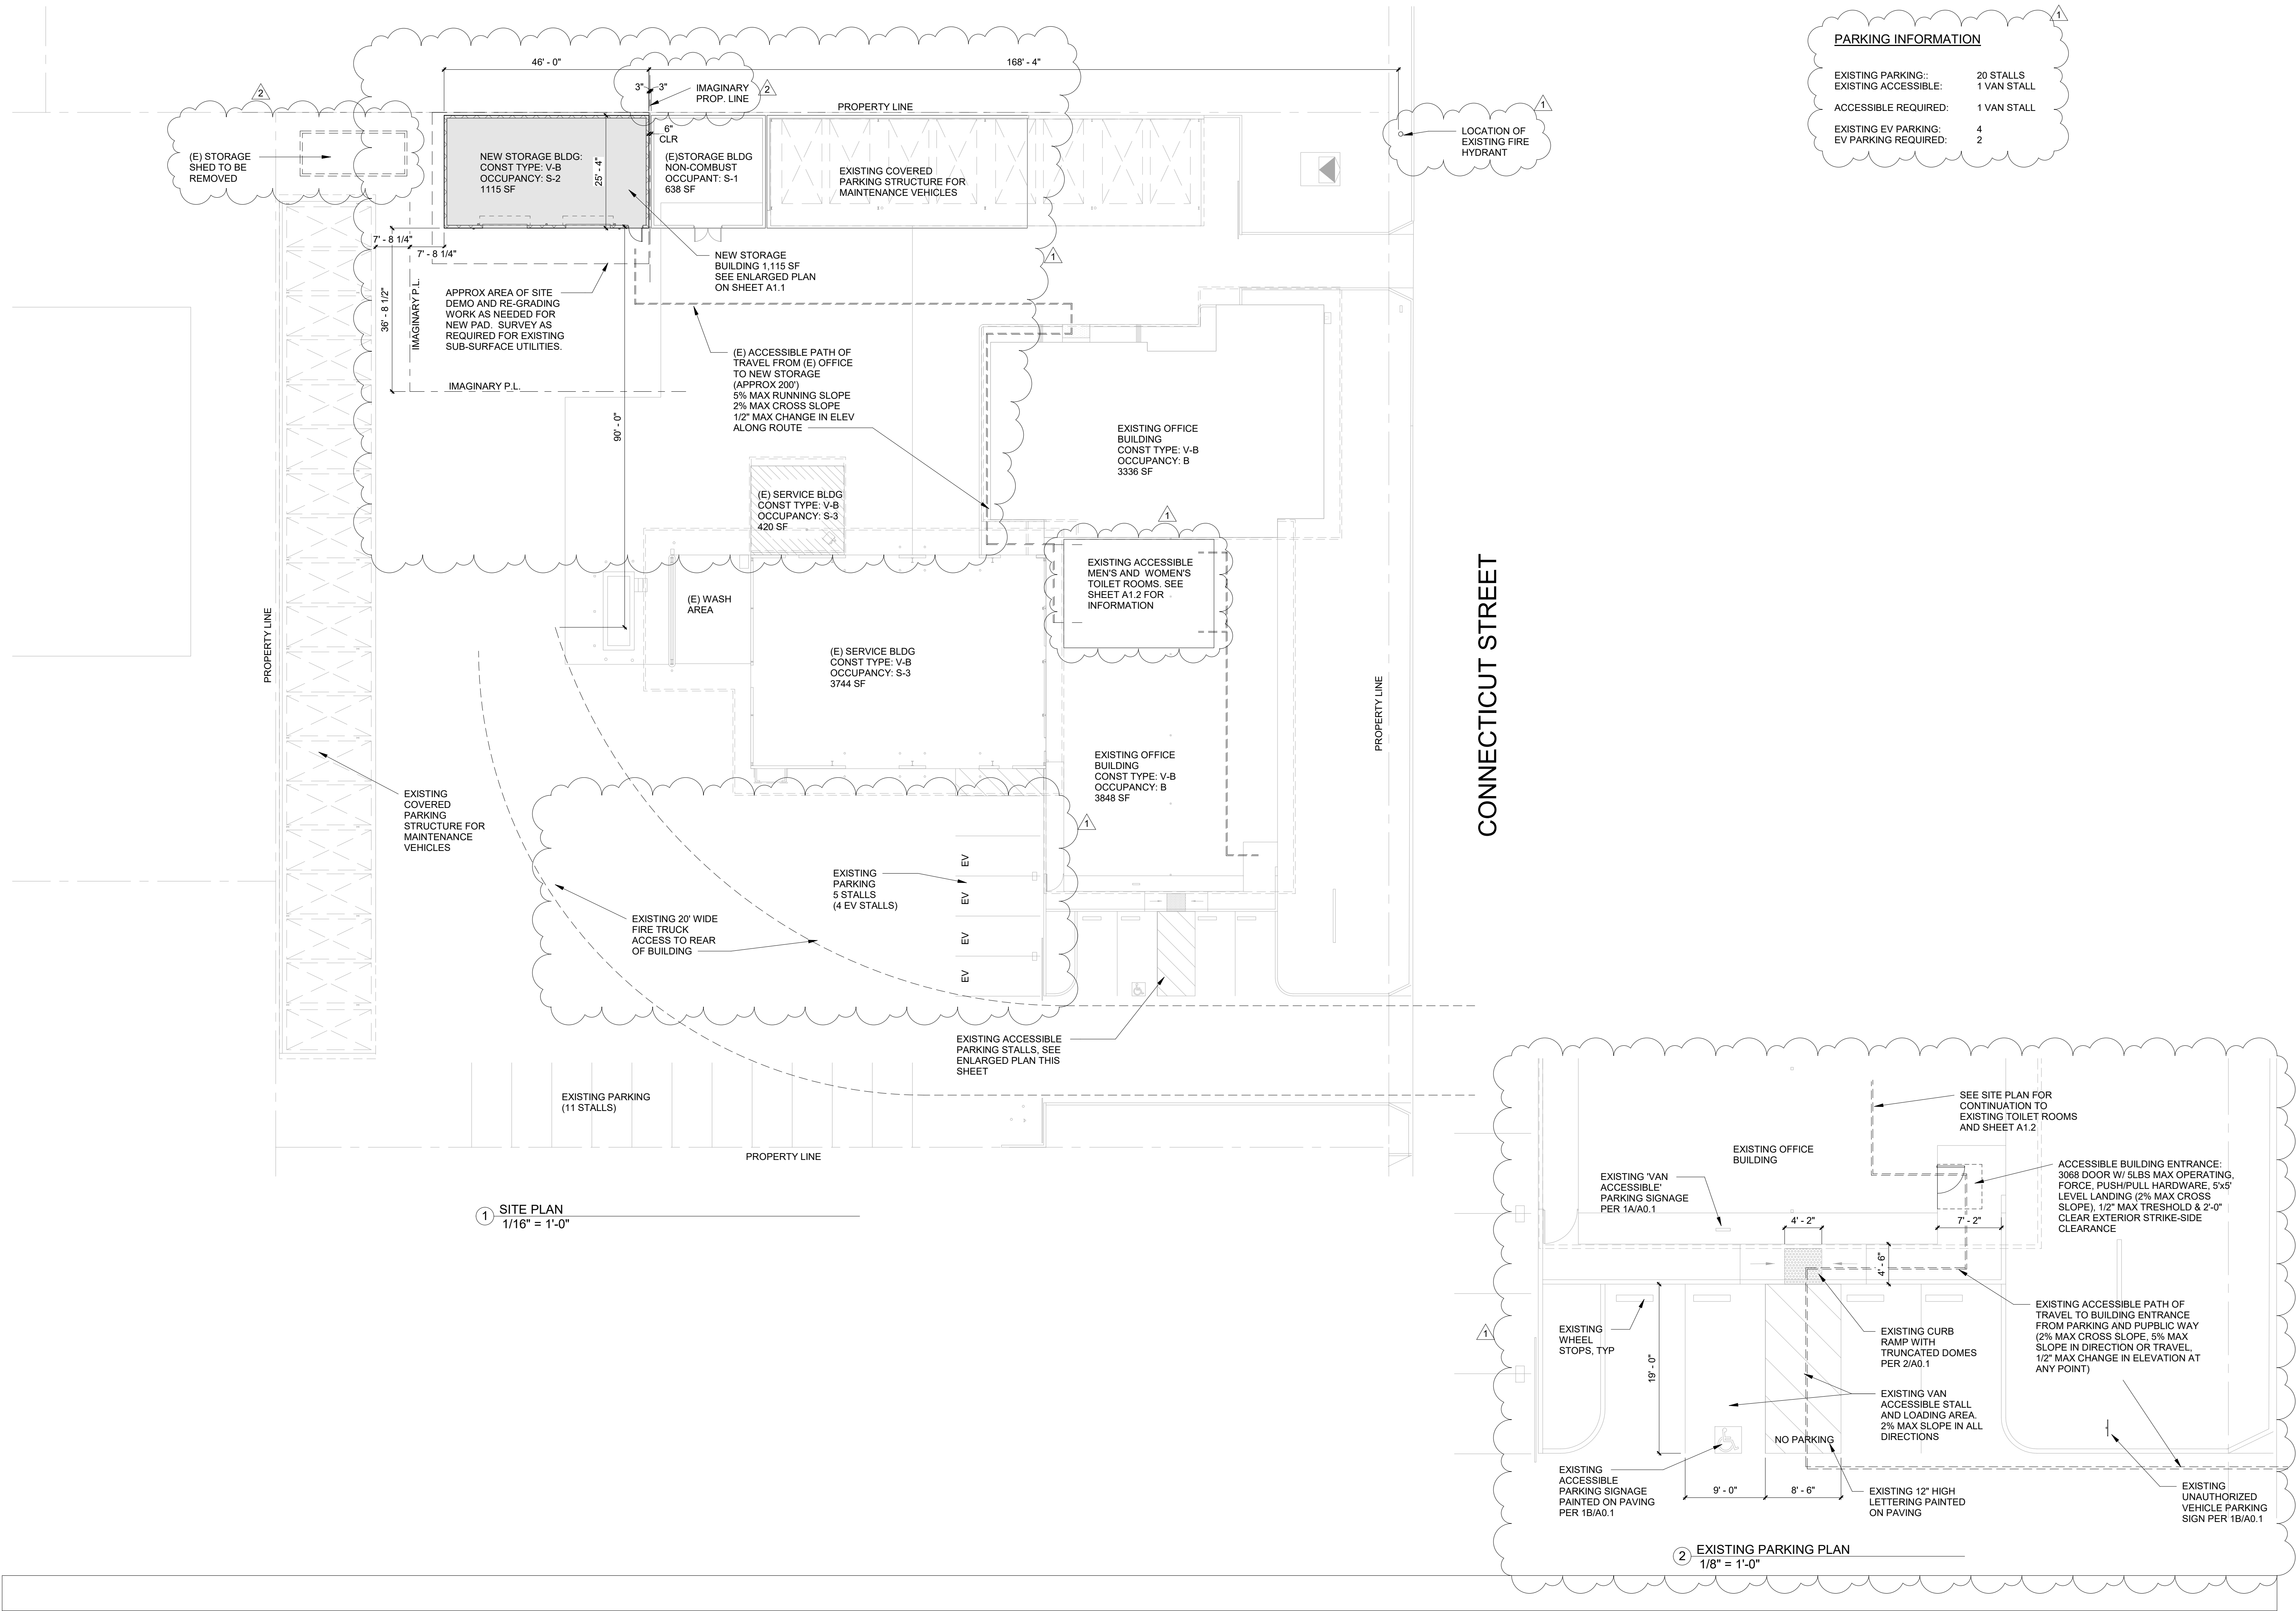 1
PARKING INFORMATION
EXISTING PARKING:: 20 STALLS
EXISTING ACCESSIBLE: 1 VAN STALL
ACCESSIBLE REQUIRED: 1 VAN STALL
EXISTING EV PARKING: 4
EV PARKING REQUIRED: 2
46' - 0"
168' - 4"
3"
3"
IMAGINARY
PROP. LINE
2
2
PROPERTY LINE
1
LOCATION OF
EXISTING FIRE
HYDRANT
(E) STORAGE
SHED TO BE
REMOVED
NEW STORAGE BLDG:
CONST TYPE: V-B
OCCUPANCY: S-2
1115 SF
25' - 4"
6"
CLR
(E)STORAGE BLDG
NON-COMBUST
OCCUPANT: S-1
638 SF
EXISTING COVERED
PARKING STRUCTURE FOR
MAINTENANCE VEHICLES
7' - 8 1/4"
7' - 8 1/4"
36' - 8 1/2"
IMAGINARY P.L.
IMAGINARY P.L.
NEW STORAGE
BUILDING 1,115 SF
SEE ENLARGED PLAN
ON SHEET A1.1
1
APPROX AREA OF SITE
DEMO AND RE-GRADING
WORK AS NEEDED FOR
NEW PAD. SURVEY AS
REQUIRED FOR EXISTING
SUB-SURFACE UTILITIES.
(E) ACCESSIBLE PATH OF
TRAVEL FROM (E) OFFICE
TO NEW STORAGE
(APPROX 200')
5% MAX RUNNING SLOPE
2% MAX CROSS SLOPE
1/2" MAX CHANGE IN ELEV
ALONG ROUTE
90' - 0"
EXISTING OFFICE
BUILDING
CONST TYPE: V-B
OCCUPANCY: B
3336 SF
(E) SERVICE BLDG
CONST TYPE: V-B
OCCUPANCY: S-3
420 SF
1
EXISTING ACCESSIBLE
MEN'S AND WOMEN'S
TOILET ROOMS. SEE
SHEET A1.2 FOR
INFORMATION
(E) WASH
AREA
(E) SERVICE BLDG
CONST TYPE: V-B
OCCUPANCY: S-3
3744 SF
PROPERTY LINE
PROPERTY LINE
CONNECTICUT STREET
EXISTING
COVERED
PARKING
STRUCTURE FOR
MAINTENANCE
VEHICLES
EXISTING OFFICE
BUILDING
CONST TYPE: V-B
OCCUPANCY: B
3848 SF
1
EXISTING
PARKING
5 STALLS
(4 EV STALLS)
EV
EV
EV
EV
EXISTING 20' WIDE
FIRE TRUCK
ACCESS TO REAR
OF BUILDING
EXISTING ACCESSIBLE
PARKING STALLS, SEE
ENLARGED PLAN THIS
SHEET
EXISTING PARKING
(11 STALLS)
PROPERTY LINE
1 SITE PLAN
1/16" = 1'-0"
SEE SITE PLAN FOR
CONTINUATION TO
EXISTING TOILET ROOMS
AND SHEET A1.2
EXISTING OFFICE
BUILDING
EXISTING 'VAN
ACCESSIBLE'
PARKING SIGNAGE
PER 1A/A0.1
ACCESSIBLE BUILDING ENTRANCE:
3068 DOOR W/ 5LBS MAX OPERATING,
FORCE, PUSH/PULL HARDWARE, 5'x5'
LEVEL LANDING (2% MAX CROSS
SLOPE), 1/2" MAX TRESHOLD & 2'-0"
CLEAR EXTERIOR STRIKE-SIDE
CLEARANCE
4' - 2"
7' - 2"
4' - 6"
1
EXISTING
WHEEL
STOPS, TYP
19' - 0"
EXISTING CURB
RAMP WITH
TRUNCATED DOMES
PER 2/A0.1
EXISTING ACCESSIBLE PATH OF
TRAVEL TO BUILDING ENTRANCE
FROM PARKING AND PUPBLIC WAY
(2% MAX CROSS SLOPE, 5% MAX
SLOPE IN DIRECTION OR TRAVEL,
1/2" MAX CHANGE IN ELEVATION AT
ANY POINT)
EXISTING VAN
ACCESSIBLE STALL
AND LOADING AREA.
2% MAX SLOPE IN ALL
DIRECTIONS
NO PARKING
EXISTING
ACCESSIBLE
PARKING SIGNAGE
PAINTED ON PAVING
PER 1B/A0.1
9' - 0"
8' - 6"
EXISTING 12" HIGH
LETTERING PAINTED
ON PAVING
EXISTING
UNAUTHORIZED
VEHICLE PARKING
SIGN PER 1B/A0.1
2 EXISTING PARKING PLAN
1/8" = 1'-0"